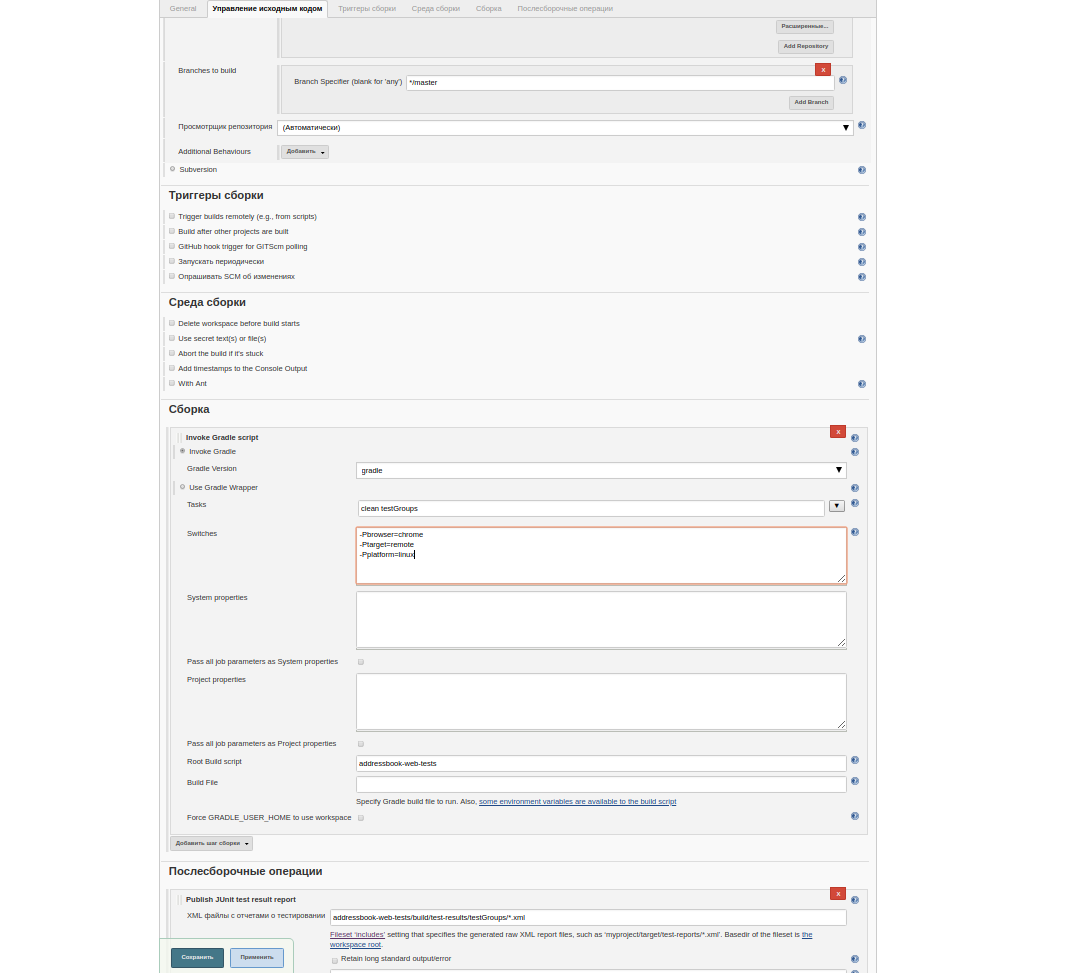 General Управление исходным кодом Триггеры сборки Среда сборки Сборка Послесборочные операции
Расширенные...
Add Repository
Branches to build
x
Branch Specifier (blank for 'any') */master
Add Branch
Просмотрщик репозитория (Автоматически)
Additional Behaviours Добавить
Subversion
Триггеры сборки
Trigger builds remotely (e.g., from scripts)
Build after other projects are built
GitHub hook trigger for GITScm polling
Запускать периодически
Опрашивать SCM об изменениях
Среда сборки
Delete workspace before build starts
Use secret text(s) or file(s)
Abort the build if it's stuck
Add timestamps to the Console Output
With Ant
Сборка
x
Invoke Gradle script
Invoke Gradle
Gradle Version gradle
Use Gradle Wrapper
Tasks clean testGroups
Switches -Pbrowser=chrome
-Ptarget=remote
-Pplatform=linux
System properties
Pass all job parameters as System properties
Project properties
Pass all job parameters as Project properties
Root Build script addressbook-web-tests
Build File
Specify Gradle build file to run. Also, some environment variables are available to the build script
Force GRADLE_USER_HOME to use workspace
Добавить шаг сборки
Послесборочные операции
x
Publish JUnit test result report
XML файлы с отчетами о тестировании addressbook-web-tests/build/test-results/testGroups/*.xml
Fileset 'includes' setting that specifies the generated raw XML report files, such as 'myproject/target/test-reports/*.xml'. Basedir of the fileset is the
workspace root.
Сохранить Применить Retain long standard output/error